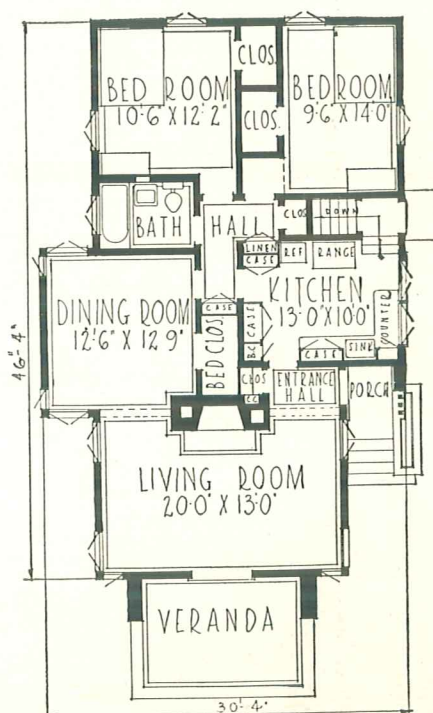 BED ROOM
10'-6" X 12'-2"
CLOS.
CLOS.
BED ROOM
9'-6" X 14'-0"
BATH
HALL
CLOS
DOWN
LINEN
CASE
REF
RANGE
KITCHEN
13'-0" X 10'-0"
COUNTER
CASE
B.C.
CASE
SINK
DINING ROOM
12'-6" X 12'9"
CASE
BED CLOS.
CLOS
CC
ENTRANCE
HALL
PORCH
46'-4"
LIVING ROOM
20'-0" X 13'-0"
VERANDA
30'-4"